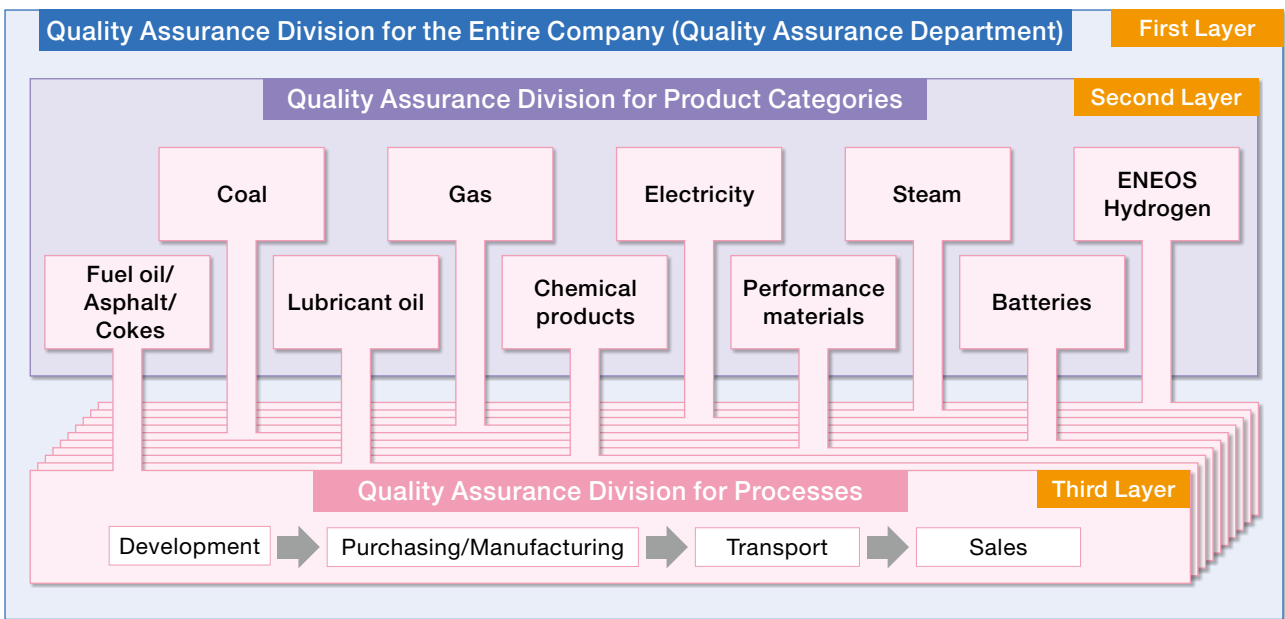 Quality Assurance Division for the Entire Company (Quality Assurance Department)
First Layer
Quality Assurance Division for Product Categories
Second Layer
Coal
Gas
Electricity
Steam
ENEOS
Hydrogen
Fuel oil/
Asphalt/
Cokes
Lubricant oil
Chemical
products
Performance
materials
Batteries
Quality Assurance Division for Processes
Third Layer
Development
Purchasing/Manufacturing
Transport
Sales